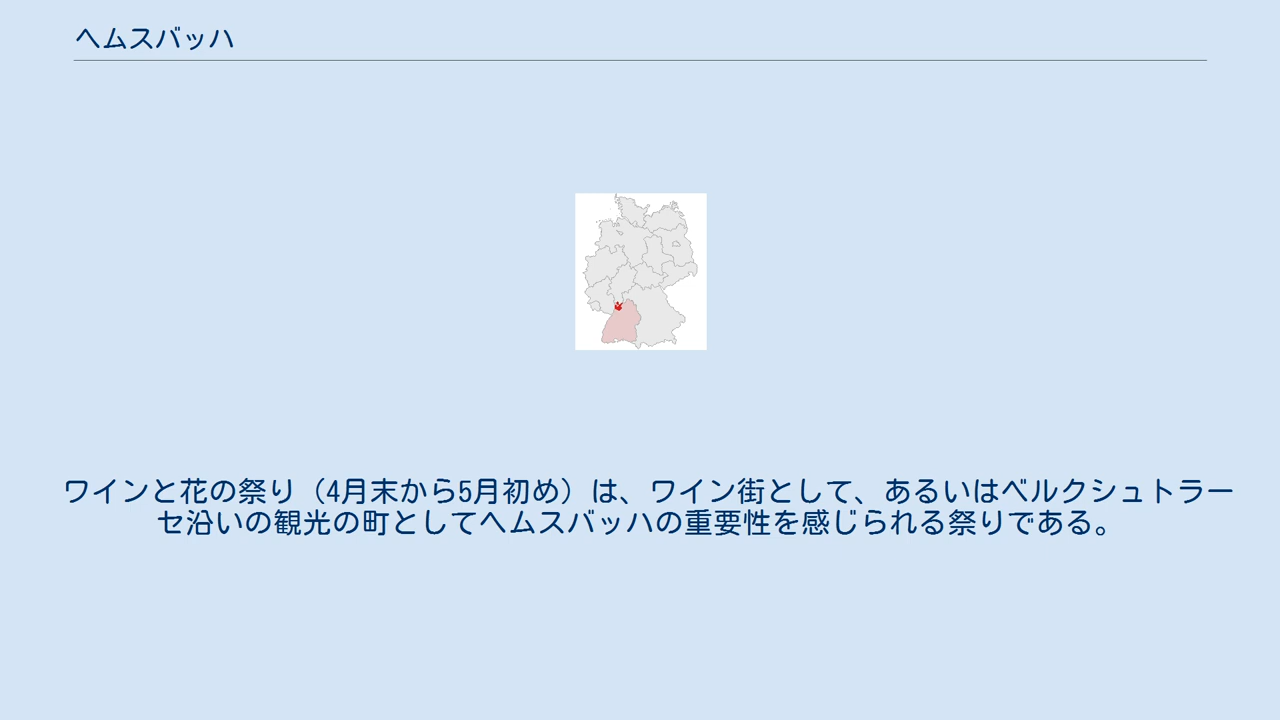 ヘムスバッハ
ワインと花の祭り（4月末から5月初め）は、ワイン街として、あるいはベルクシュトラー
セ沿いの観光の町としてヘムスバッハの重要性を感じられる祭りである。